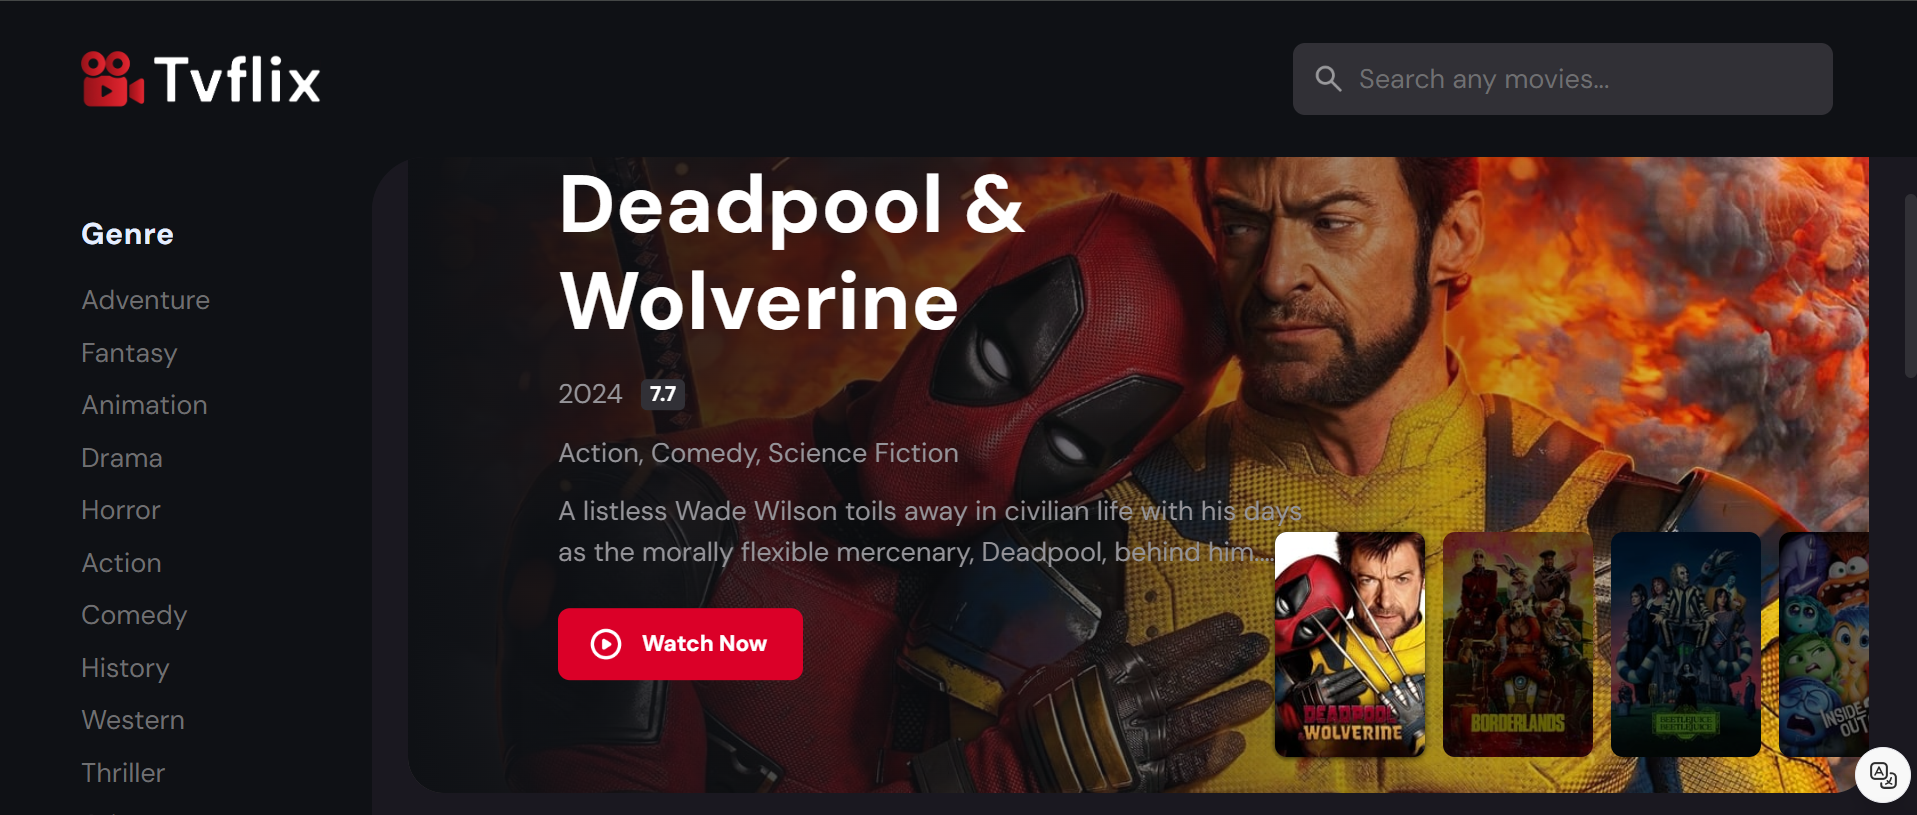 Tvflix
Search any movies...
Genre
Adventure
Fantasy
Animation
Drama
Horror
Action
Comedy
History
Western
Thriller
Deadpool &
Wolverine
2024 7.7
Action, Comedy, Science Fiction
A listless Wade Wilson toils away in civilian life with his days
as the morally flexible mercenary, Deadpool, behind him....
Watch Now
DEADPOOL
WOLVERINE
BORDERLANDS
BEETLEJUICE
BEETLEJUICE
INSIDE
OUT